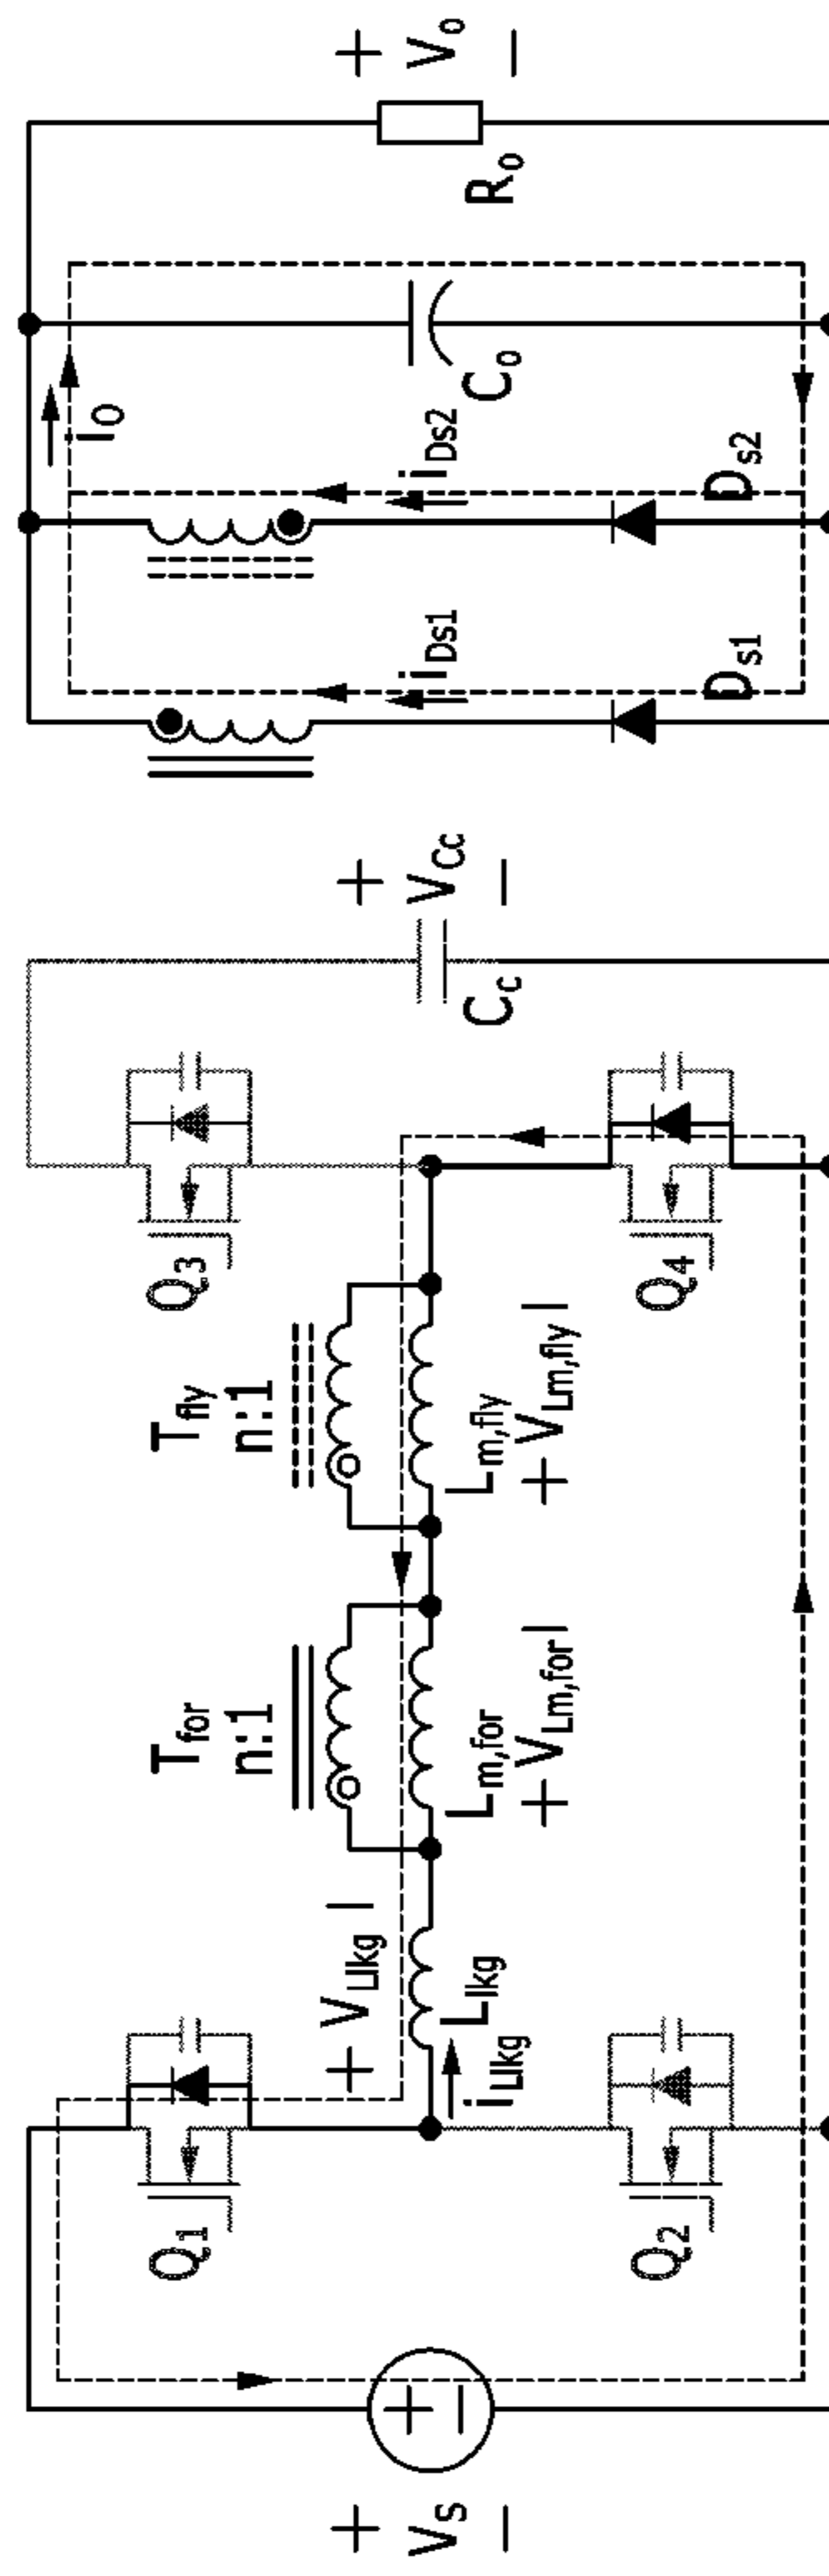 +
Vs
−
Q1
Q2
+ VLlkg −
iLlkg
Llkg
Tfor
n:1
Lm,for
+ VLm,for −
Tfly
n:1
Lm,fly
+ VLm,fly −
Q3
Q4
Cc
+
VCc
−
iDs1
Ds1
iDs2
Ds2
iO
Co
Ro
+
Vo
−